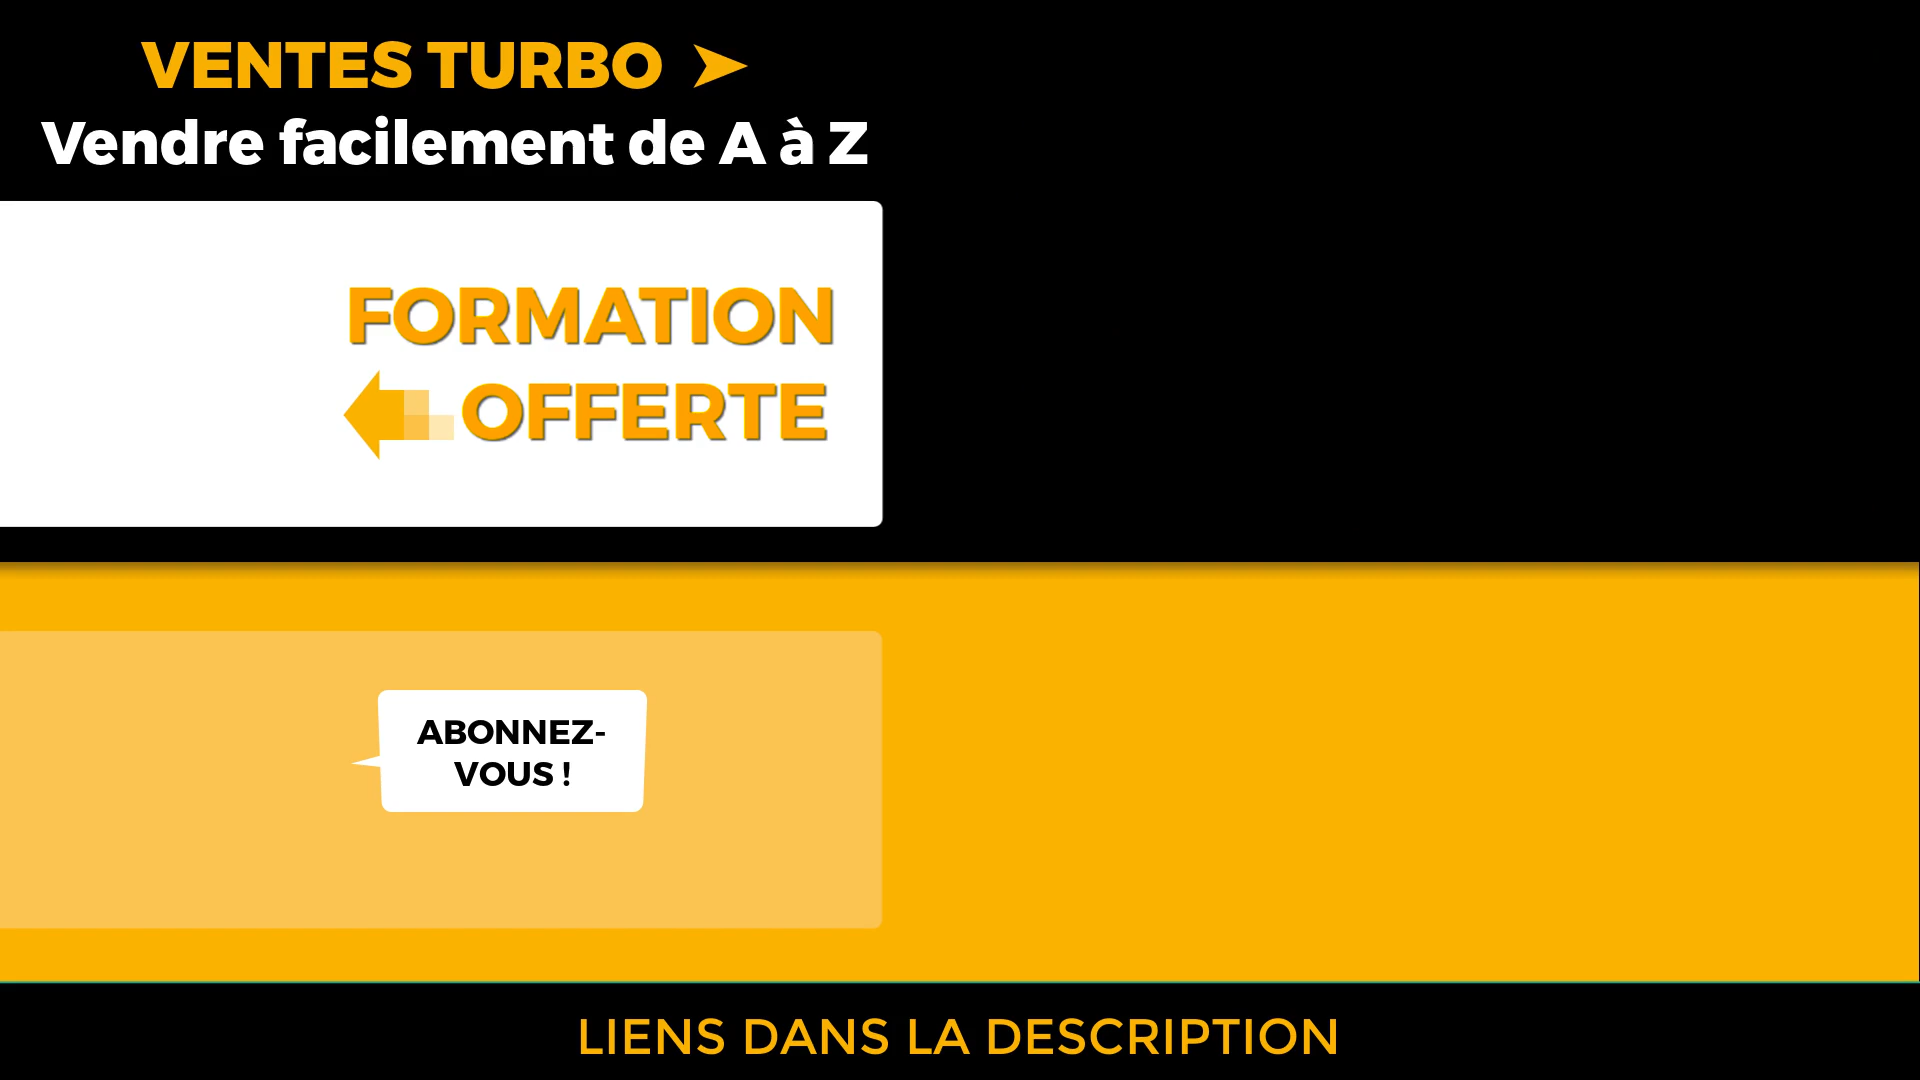 VENTES TURBO ➤
Vendre facilement de A à Z
FORMATION
OFFERTE
ABONNEZ-
VOUS !
LIENS DANS LA DESCRIPTION